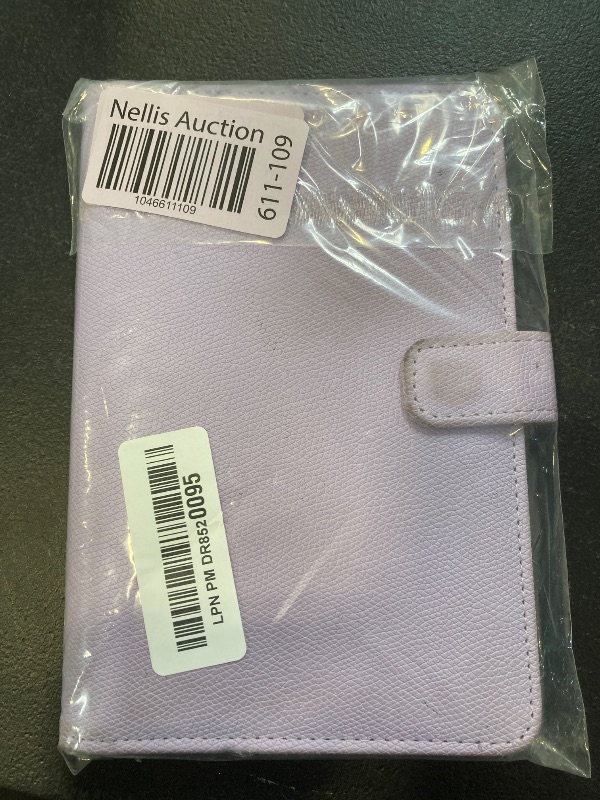 Nellis Auction
1046611109
611-109
LPN PM DR8520095